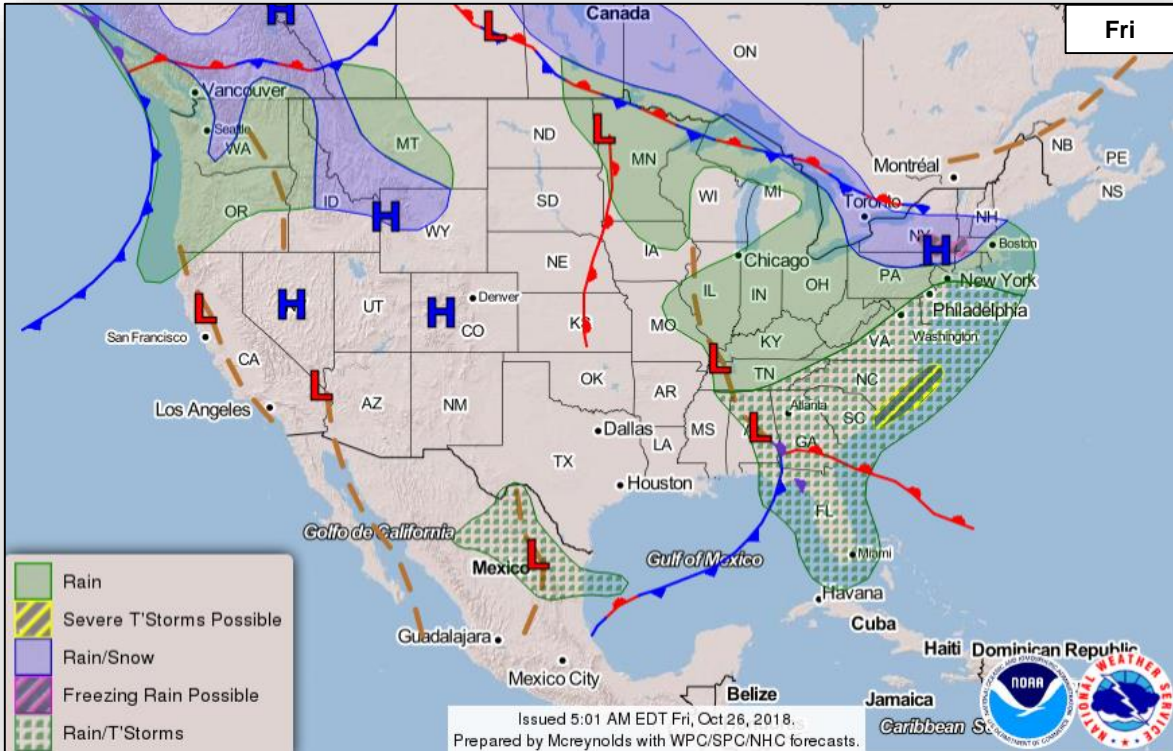 Fri
H
L
Canada
ON
Vancouver
Seattle
WA
MT
ND
L
MN
Montréal
NB
PE
NS
OR
ID
H
WY
SD
WI
MI
Toronto
NY
NH
H
Boston
IA
NE
Chicago
PA
New York
L
H
UT
H
Denver
CO
KS
MO
IL
IN
OH
Philadelphia
San Francisco
CA
KY
VA
Washington
L
L
Los Angeles
AZ
NM
OK
AR
TN
NC
Atlanta
SC
Dallas
LA
MS
L
GA
TX
Houston
FL
Golfo de California
Gulf of Mexico
Mexico
L
Miami
Havana
Cuba
Guadalajara
Mexico City
Haiti
Dominican Republic
Belize
Jamaica
Rain
Severe T'Storms Possible
Rain/Snow
Freezing Rain Possible
Rain/T'Storms
Issued 5:01 AM EDT Fri, Oct 26, 2018.
Prepared by Mcreynolds with WPC/SPC/NHC forecasts.
Caribbean
NOAA
NATIONAL WEATHER SERVICE